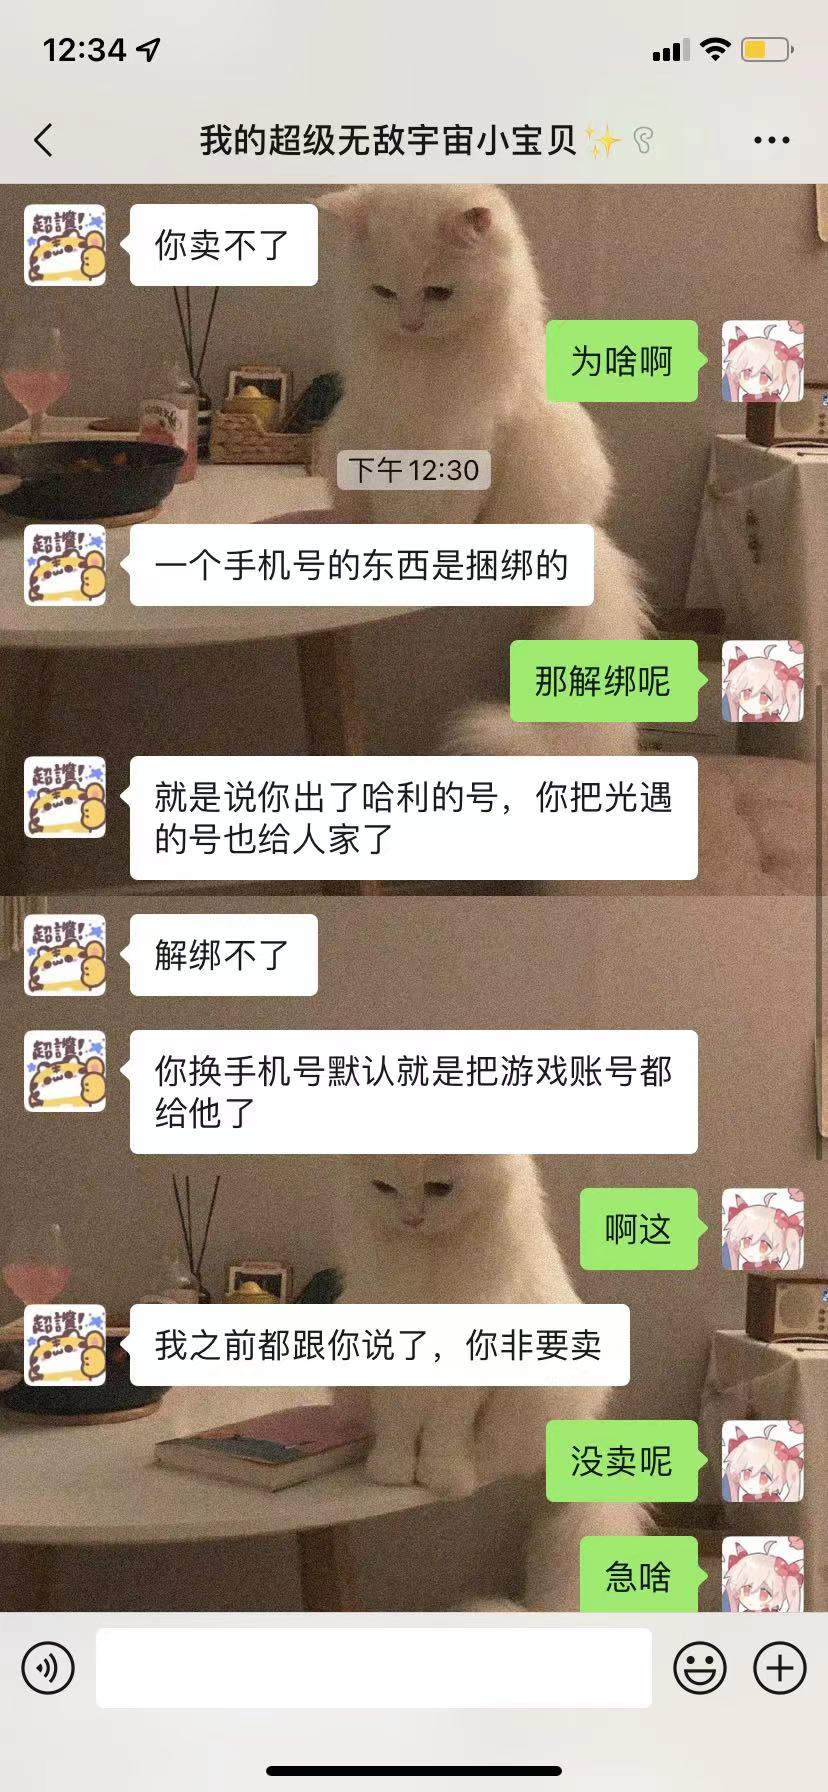 12:34
我的超级无敌宇宙小宝贝✨
你卖不了
为啥啊
下午12:30
一个手机号的东西是捆绑的
那解绑呢
就是说你出了哈利的号，你把光遇
的号也给人家了
解绑不了
你换手机号默认就是把游戏账号都
给他了
啊这
我之前都跟你说了，你非要卖
没卖呢
急啥